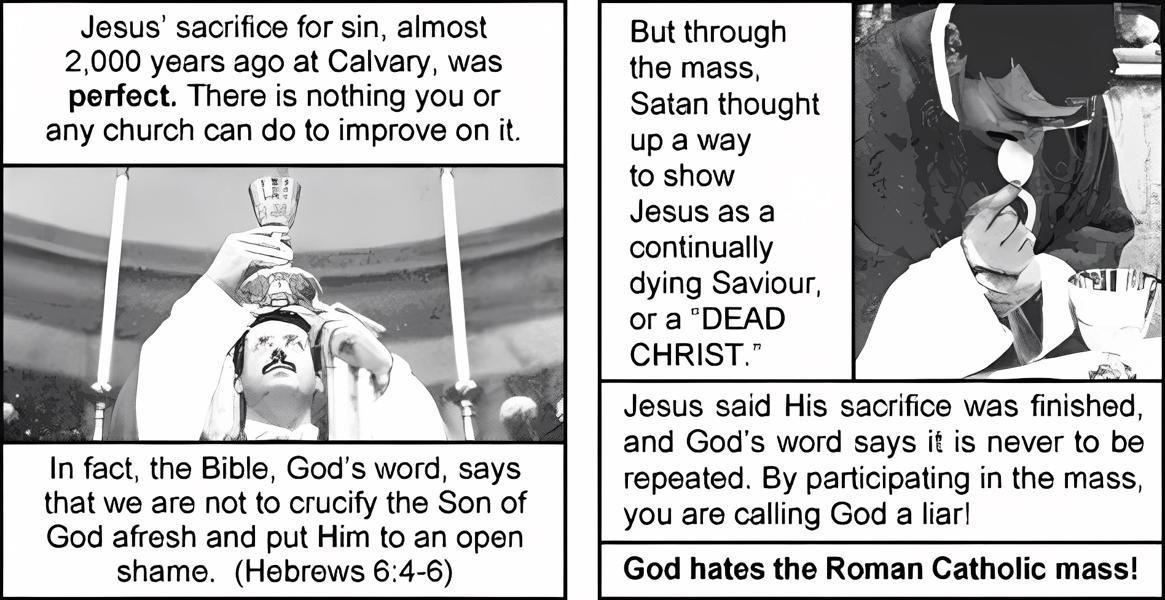 Jesus' sacrifice for sin, almost
2,000 years ago at Calvary, was
perfect. There is nothing you or
any church can do to improve on it.
In fact, the Bible, God's word, says
that we are not to crucify the Son of
God afresh and put Him to an open
shame. (Hebrews 6:4-6)
But through
the mass,
Satan thought
up a way
to show
Jesus as a
continually
dying Saviour,
or a "DEAD
CHRIST."
Jesus said His sacrifice was finished,
and God's word says it is never to be
repeated. By participating in the mass,
you are calling God a liar!
God hates the Roman Catholic mass!